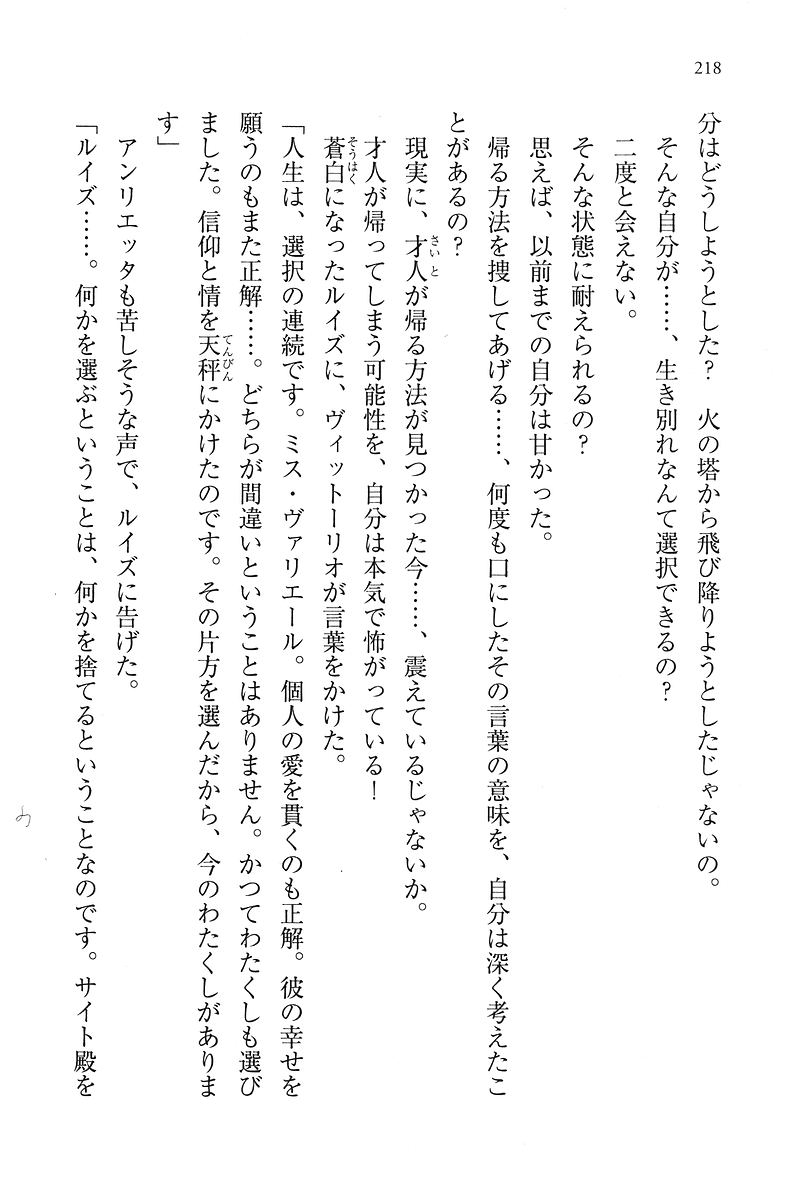 218
分はどうしようとした？　火の塔から飛び降りようとしたじゃないの。
そんな自分が……、生き別れなんて選択できるの？
二度と会えない。
そんな状態に耐えられるの？
思えば、以前までの自分は甘かった。
帰る方法を捜してあげる……、何度も口にしたその言葉の意味を、自分は深く考えたこ
とがあるの？
現実に、才人が帰る方法が見つかった今……、震えているじゃないか。
才人が帰ってしまう可能性を、自分は本気で怖がっている！
蒼白になったルイズに、ヴィットーリオが言葉をかけた。
「人生は、選択の連続です。ミス・ヴァリエール。個人の愛を貫くのも正解。彼の幸せを
願うのもまた正解……。どちらが間違いということはありません。かつてわたくしも選び
ました。信仰と情を天秤にかけたのです。その片方を選んだから、今のわたくしがありま
す」
アンリエッタも苦しそうな声で、ルイズに告げた。
「ルイズ……。何かを選ぶということは、何かを捨てるということなのです。サイト殿を